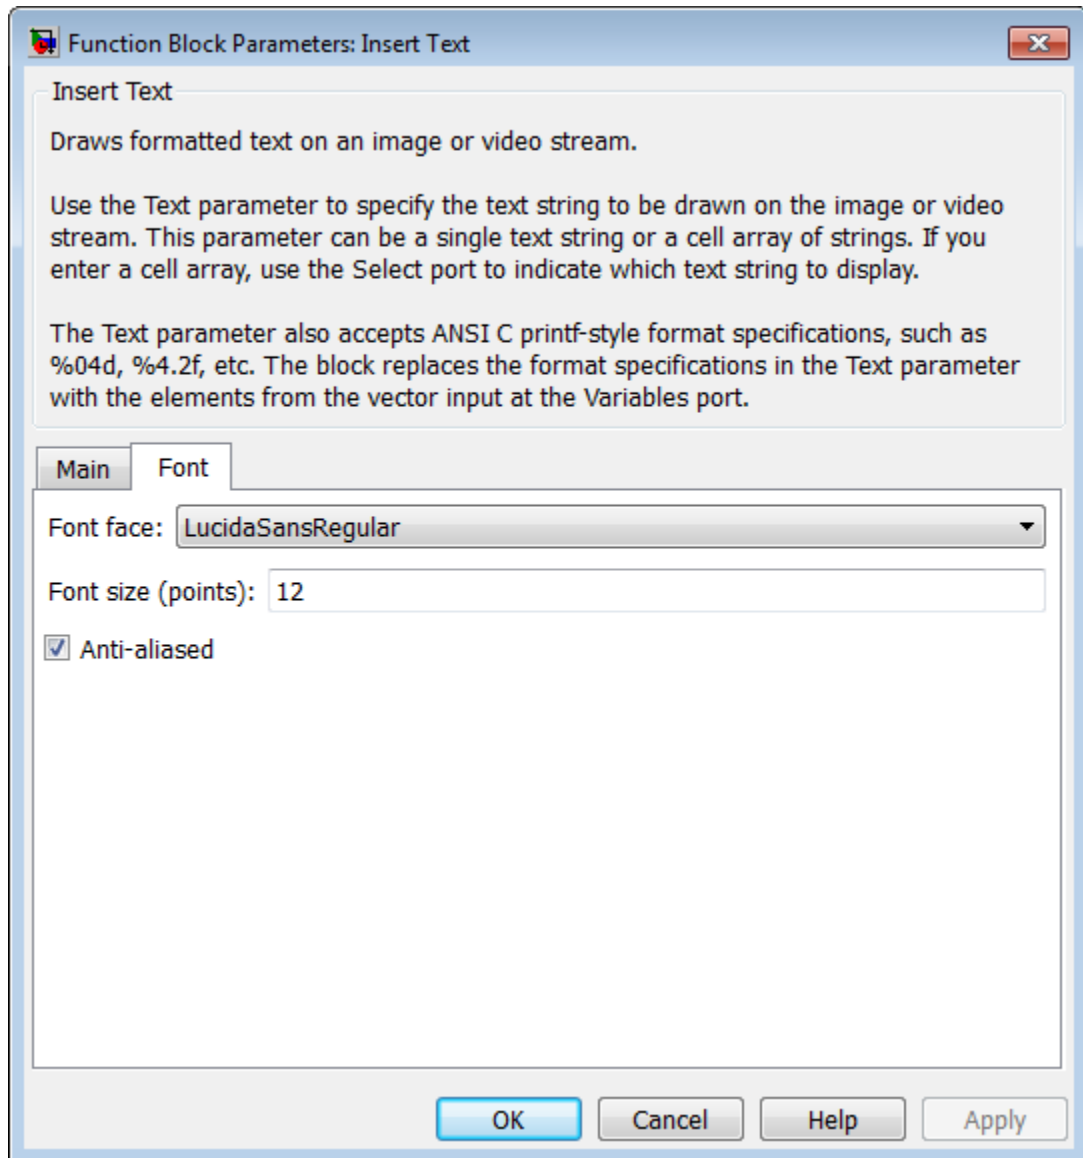 Function Block Parameters: Insert Text
Insert Text
Draws formatted text on an image or video stream.
Use the Text parameter to specify the text string to be drawn on the image or video
stream. This parameter can be a single text string or a cell array of strings. If you
enter a cell array, use the Select port to indicate which text string to display.
The Text parameter also accepts ANSI C printf-style format specifications, such as
%04d, %4.2f, etc. The block replaces the format specifications in the Text parameter
with the elements from the vector input at the Variables port.
Main Font
Font face: LucidaSansRegular
Font size (points): 12
Anti-aliased
OK Cancel Help Apply